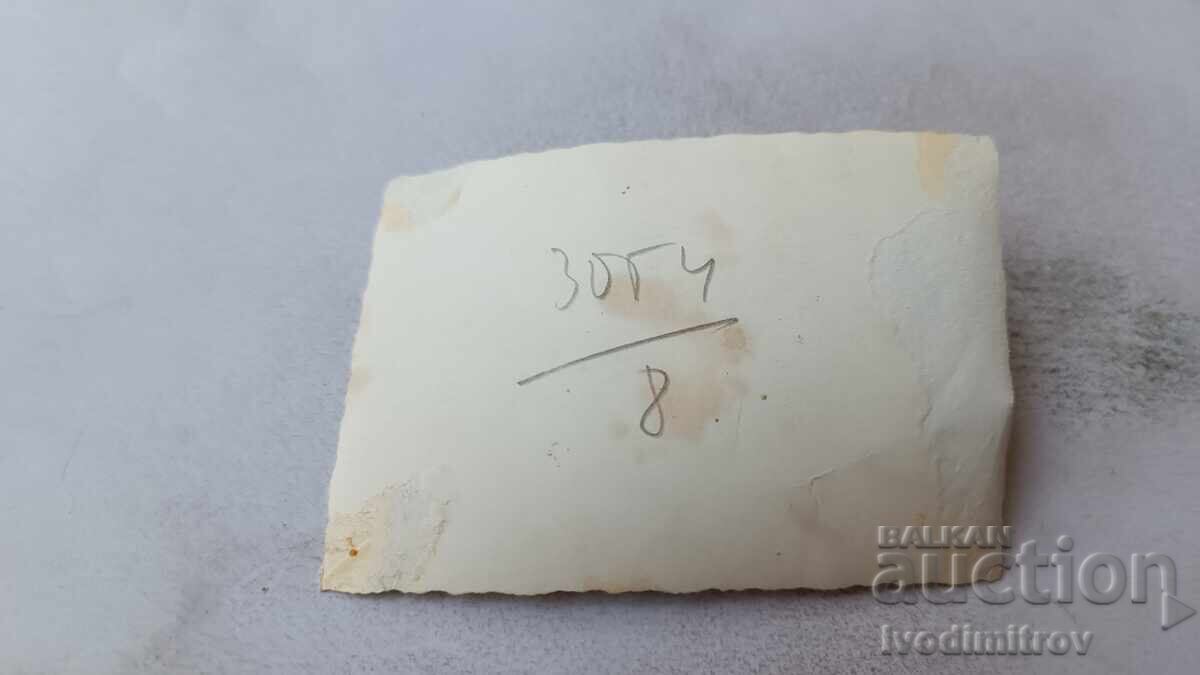 3054
8
BALKAN
auction
Ivodimitrov